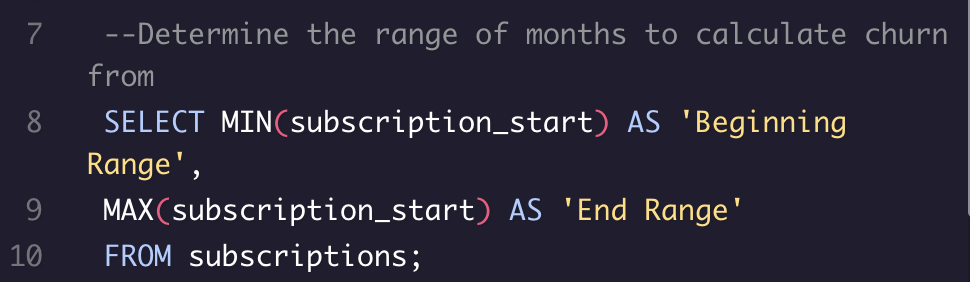 7 --Determine the range of months to calculate churn
from
8 SELECT MIN(subscription_start) AS 'Beginning
Range',
9 MAX(subscription_start) AS 'End Range'
10 FROM subscriptions;